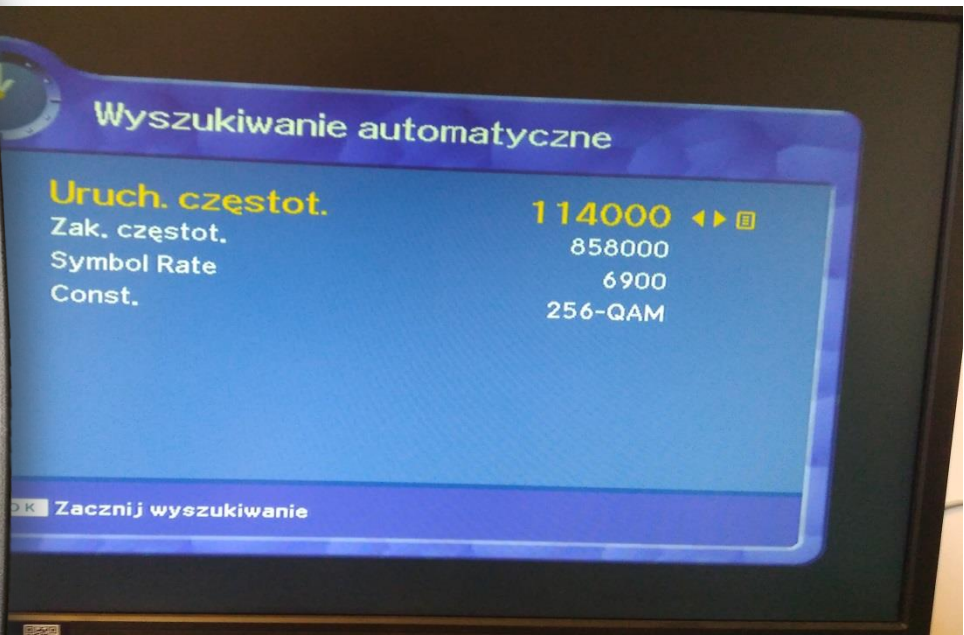 Wyszukiwanie automatyczne
Uruch. częstot. 114000
Zak. częstot. 858000
Symbol Rate 6900
Const. 256-QAM
OK Zacznij wyszukiwanie